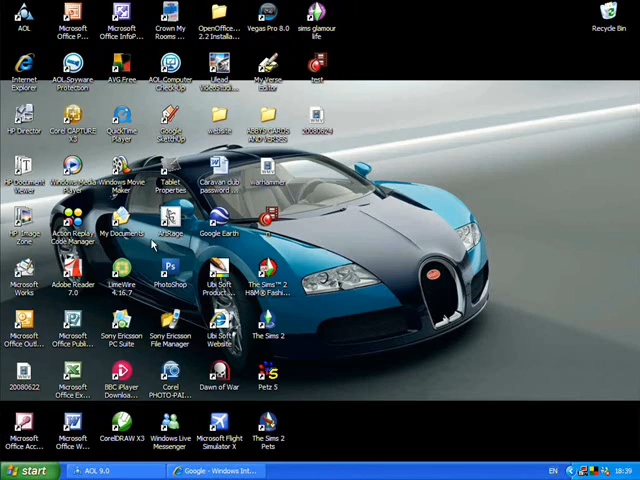 AOL
Microsoft Office P...
Microsoft Office InfoP...
Crown My Rooms ...
OpenOffice... 2.2 Installa...
Vegas Pro 8.0
sims glamour life
Recycle Bin
Internet Explorer
AOL Spyware Protection
AVG Free
AOL Computer Check-Up
Ulead VideoStudi...
My Verse Editor
test
HP Director
Corel CAPTURE X3
QuickTime Player
Google SketchUp
website
ABBYS CARDS AND VERSES
20080624
HP Document Viewer
Windows Media Player
Windows Movie Maker
Tablet Properties
Caravan club password ...
warhammer
HP Image Zone
Action Replay Code Manager
My Documents
ArtRage
Google Earth
n
Microsoft Works
Adobe Reader 7.0
LimeWire 4.16.7
PhotoShop
Ubi Soft Product...
The Sims™ 2 H&M® Fashi...
Microsoft Office Outl...
Microsoft Office Publ...
Sony Ericsson PC Suite
Sony Ericsson File Manager
Ubi Soft Website
The Sims 2
20080622
Microsoft Office Ex...
BBC iPlayer Downloa...
Corel PHOTO-PAI...
Dawn of War
Petz 5
Microsoft Office Acc...
Microsoft Office W...
CorelDRAW X3
Windows Live Messenger
Microsoft Flight Simulator X
The Sims 2 Pets
start
AOL 9.0
Google - Windows Int...
EN
18:39